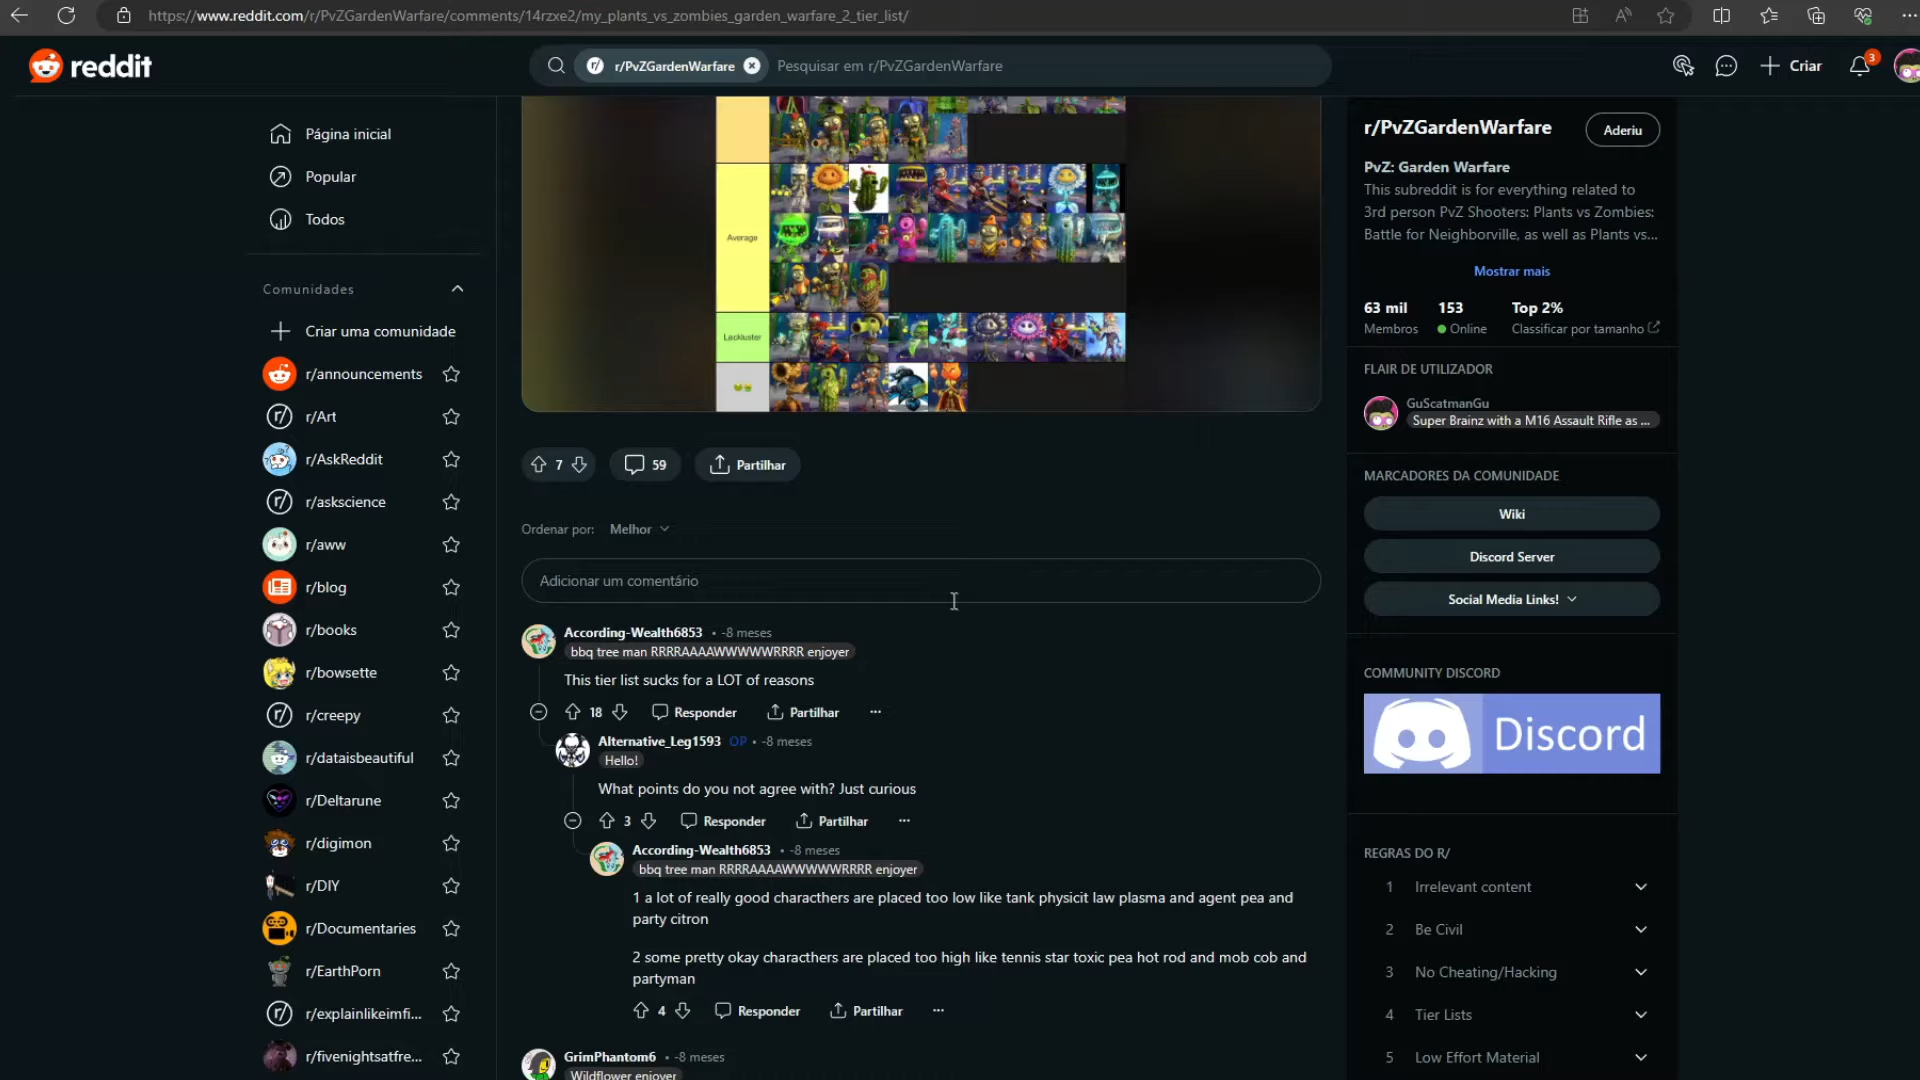 https://www.reddit.com/r/PvZGardenWarfare/comments/14rzxe2/my_plants_vs_zombies_garden_warfare_2_tier_list/
reddit
r/PvZGardenWarfare
Pesquisar em r/PvZGardenWarfare
Criar
3
Página inicial
Popular
Todos
Comunidades
Criar uma comunidade
r/announcements
r/Art
r/AskReddit
r/askscience
r/aww
r/blog
r/books
r/bowsette
r/creepy
r/dataisbeautiful
r/Deltarune
r/digimon
r/DIY
r/Documentaries
r/EarthPorn
r/explainlikeimfi...
r/fivenightsatfre...
Average
Lackluster
7
59
Partilhar
Ordenar por: Melhor
Adicionar um comentário
According-Wealth6853 • -8 meses
bbq tree man RRRRAAAAWWWWWRRRR enjoyer
This tier list sucks for a LOT of reasons
18 Responder Partilhar ...
Alternative_Leg1593 OP • -8 meses
Hello!
What points do you not agree with? Just curious
3 Responder Partilhar ...
According-Wealth6853 • -8 meses
bbq tree man RRRRAAAAWWWWWRRRR enjoyer
1 a lot of really good characthers are placed too low like tank physicit law plasma and agent pea and
party citron
2 some pretty okay characthers are placed too high like tennis star toxic pea hot rod and mob cob and
partyman
4 Responder Partilhar ...
GrimPhantom6 • -8 meses
Wildflower enjoyer
r/PvZGardenWarfare
Aderiu
PvZ: Garden Warfare
This subreddit is for everything related to
3rd person PvZ Shooters: Plants vs Zombies:
Battle for Neighborville, as well as Plants vs...
Mostrar mais
63 mil 153 Top 2%
Membros Online Classificar por tamanho
FLAIR DE UTILIZADOR
GuScatmanGu
Super Brainz with a M16 Assault Rifle as ...
MARCADORES DA COMUNIDADE
Wiki
Discord Server
Social Media Links!
COMMUNITY DISCORD
Discord
REGRAS DO R/
1 Irrelevant content
2 Be Civil
3 No Cheating/Hacking
4 Tier Lists
5 Low Effort Material